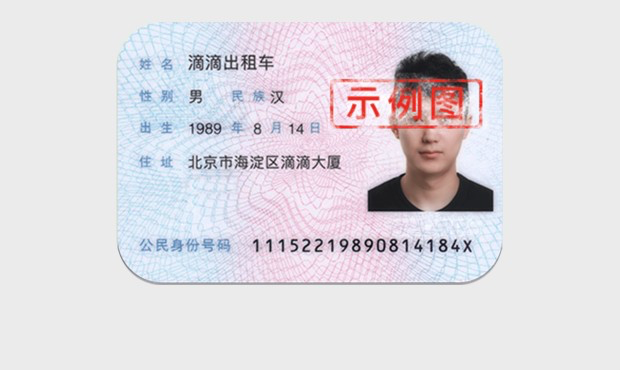 姓名 滴滴出租车
示例图
性别 男 民族 汉
出生 1989 年 8 月 14 日
住址 北京市海淀区滴滴大厦
公民身份号码 11152219890814184X